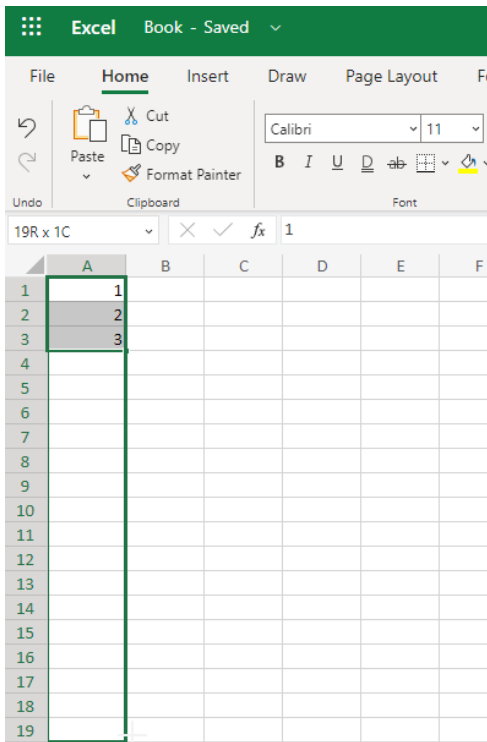 Excel Book - Saved
File Home Insert Draw Page Layout
Cut
Copy
Paste
Format Painter
Calibri 11
B I U D ab
Undo Clipboard Font
19R x 1C fx 1
A B C D E F
1 1
2 2
3 3
4
5
6
7
8
9
10
11
12
13
14
15
16
17
18
19